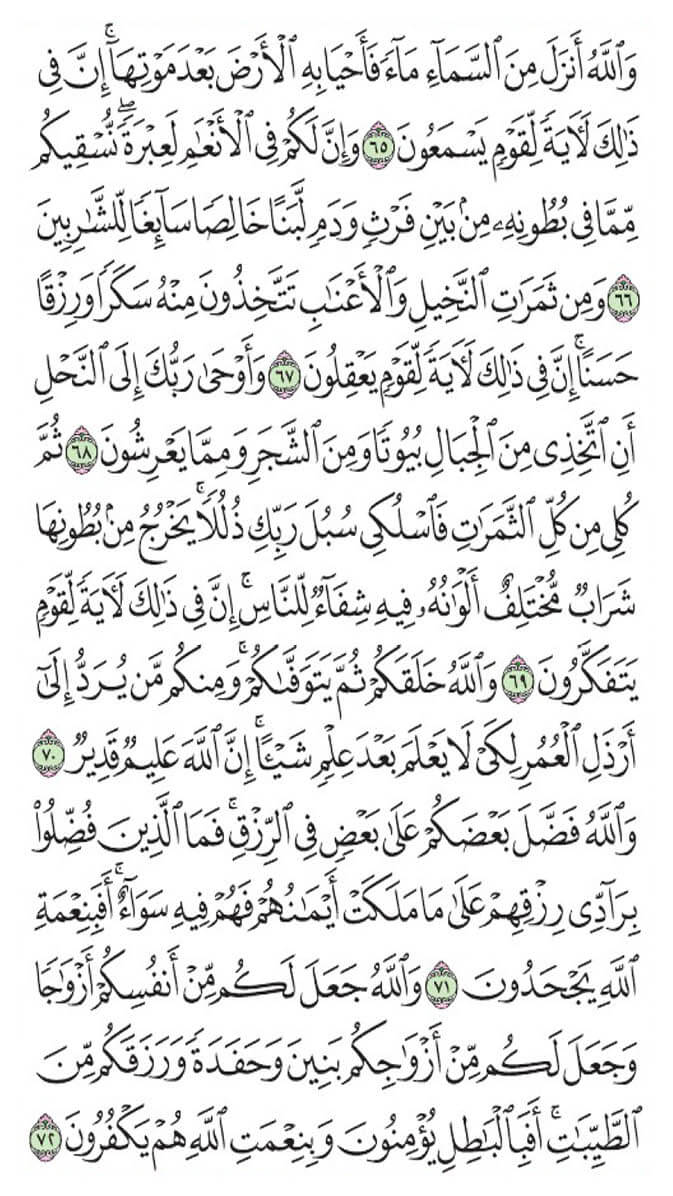 وَٱللَّهُ أَنزَلَ مِنَ ٱلسَّمَآءِ مَآءً فَأَحْيَا بِهِ ٱلْأَرْضَ بَعْدَ مَوْتِهَآ ۚ إِنَّ فِى
ذَٰلِكَ لَـَٔايَةً لِّقَوْمٍ يَسْمَعُونَ ٦٥ وَإِنَّ لَكُمْ فِى ٱلْأَنْعَـٰمِ لَعِبْرَةً ۖ نُّسْقِيكُم
مِّمَّا فِى بُطُونِهِۦ مِنۢ بَيْنِ فَرْثٍ وَدَمٍ لَّبَنًا خَالِصًا سَآئِغًا لِّلشَّـٰرِبِينَ
٦٦ وَمِن ثَمَرَٰتِ ٱلنَّخِيلِ وَٱلْأَعْنَـٰبِ تَتَّخِذُونَ مِنْهُ سَكَرًا وَرِزْقًا
حَسَنًا ۗ إِنَّ فِى ذَٰلِكَ لَـَٔايَةً لِّقَوْمٍ يَعْقِلُونَ ٦٧ وَأَوْحَىٰ رَبُّكَ إِلَى ٱلنَّحْلِ
أَنِ ٱتَّخِذِى مِنَ ٱلْجِبَالِ بُيُوتًا وَمِنَ ٱلشَّجَرِ وَمِمَّا يَعْرِشُونَ ٦٨ ثُمَّ
كُلِى مِن كُلِّ ٱلثَّمَرَٰتِ فَٱسْلُكِى سُبُلَ رَبِّكِ ذُلُلًا ۚ يَخْرُجُ مِنۢ بُطُونِهَا
شَرَابٌ مُّخْتَلِفٌ أَلْوَٰنُهُۥ فِيهِ شِفَآءٌ لِّلنَّاسِ ۗ إِنَّ فِى ذَٰلِكَ لَـَٔايَةً لِّقَوْمٍ
يَتَفَكَّرُونَ ٦٩ وَٱللَّهُ خَلَقَكُمْ ثُمَّ يَتَوَفَّىٰكُمْ ۚ وَمِنكُم مَّن يُرَدُّ إِلَىٰٓ
أَرْذَلِ ٱلْعُمُرِ لِكَىْ لَا يَعْلَمَ بَعْدَ عِلْمٍ شَيْـًٔا ۚ إِنَّ ٱللَّهَ عَلِيمٌ قَدِيرٌ ٧٠
وَٱللَّهُ فَضَّلَ بَعْضَكُمْ عَلَىٰ بَعْضٍ فِى ٱلرِّزْقِ ۚ فَمَا ٱلَّذِينَ فُضِّلُوا۟
بِرَآدِّى رِزْقِهِمْ عَلَىٰ مَا مَلَكَتْ أَيْمَـٰنُهُمْ فَهُمْ فِيهِ سَوَآءٌ ۚ أَفَبِنِعْمَةِ
ٱللَّهِ يَجْحَدُونَ ٧١ وَٱللَّهُ جَعَلَ لَكُم مِّنْ أَنفُسِكُمْ أَزْوَٰجًا
وَجَعَلَ لَكُم مِّنْ أَزْوَٰجِكُم بَنِينَ وَحَفَدَةً وَرَزَقَكُم مِّنَ
ٱلطَّيِّبَـٰتِ ۚ أَفَبِٱلْبَـٰطِلِ يُؤْمِنُونَ وَبِنِعْمَتِ ٱللَّهِ هُمْ يَكْفُرُونَ ٧٢